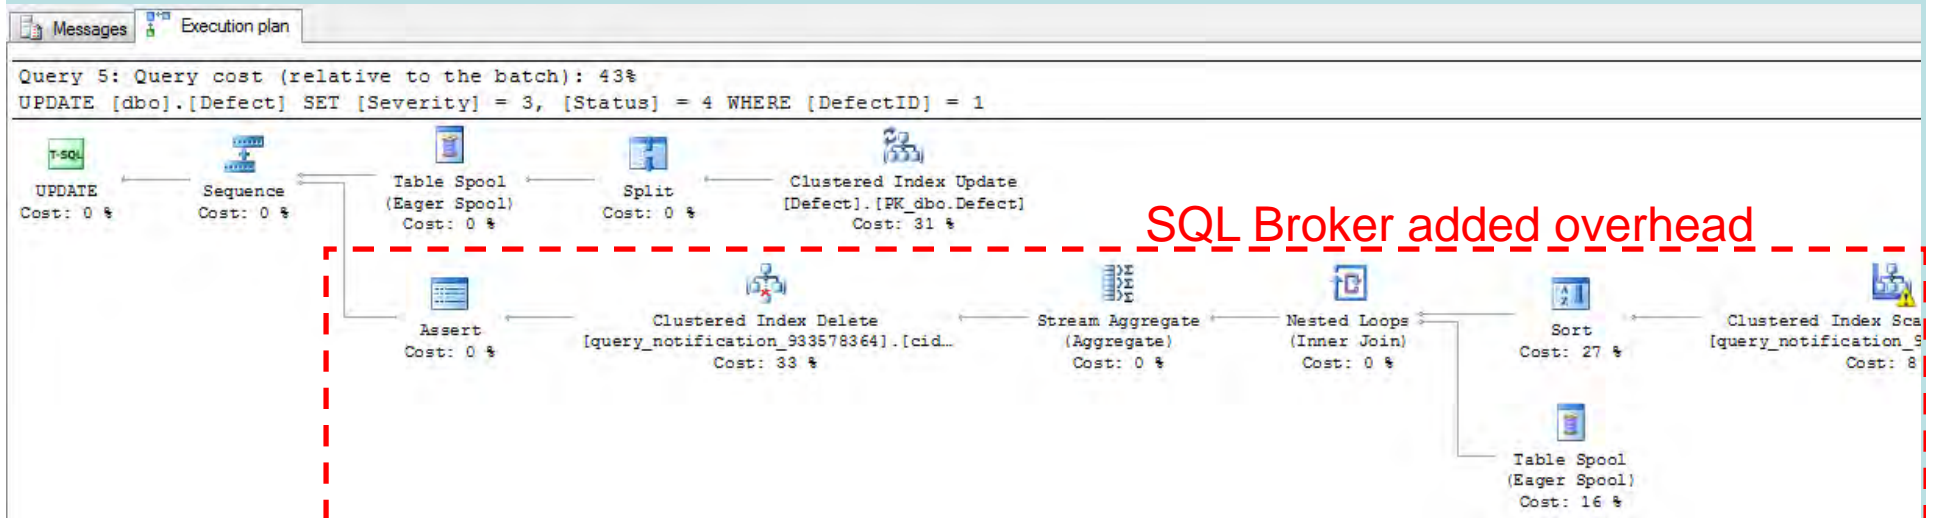 Messages
Execution plan
Query 5: Query cost (relative to the batch): 43%
UPDATE [dbo].[Defect] SET [Severity] = 3, [Status] = 4 WHERE [DefectID] = 1
T-SQL
UPDATE
Cost: 0 %
Sequence
Cost: 0 %
Table Spool
(Eager Spool)
Cost: 0 %
Split
Cost: 0 %
Clustered Index Update
[Defect].[PK_dbo.Defect]
Cost: 31 %
SQL Broker added overhead
Assert
Cost: 0 %
Clustered Index Delete
[query_notification_933578364].[cid…
Cost: 33 %
Stream Aggregate
(Aggregate)
Cost: 0 %
Nested Loops
(Inner Join)
Cost: 0 %
Sort
Cost: 27 %
Clustered Index Sca
[query_notification_9
Cost: 8
Table Spool
(Eager Spool)
Cost: 16 %